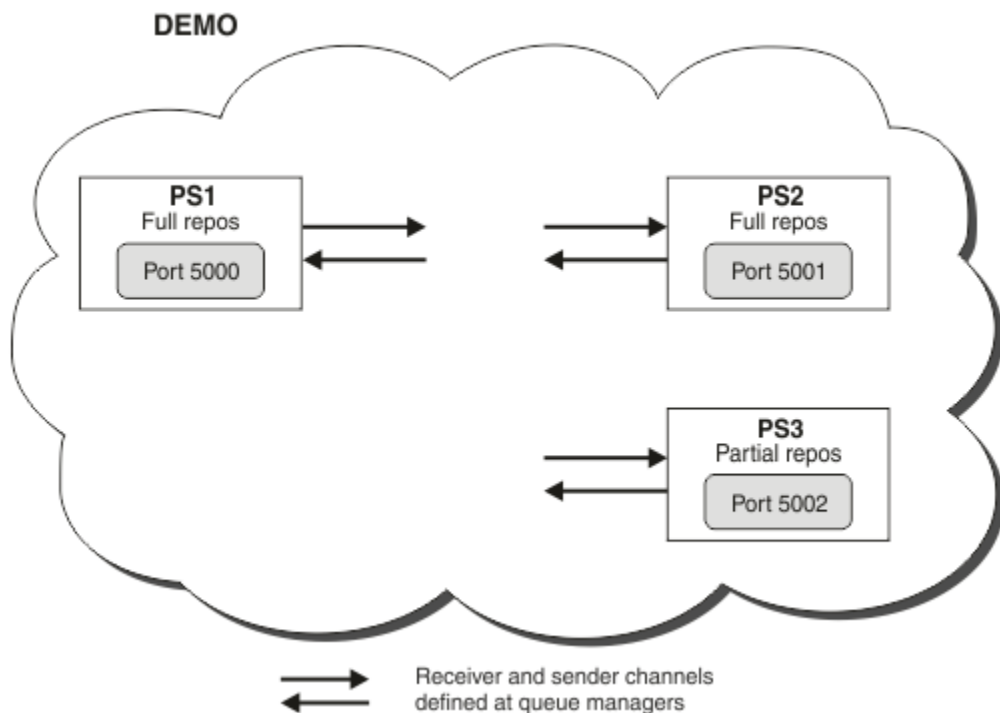 DEMO
PS1
Full repos
Port 5000
PS2
Full repos
Port 5001
PS3
Partial repos
Port 5002
Receiver and sender channels
defined at queue managers